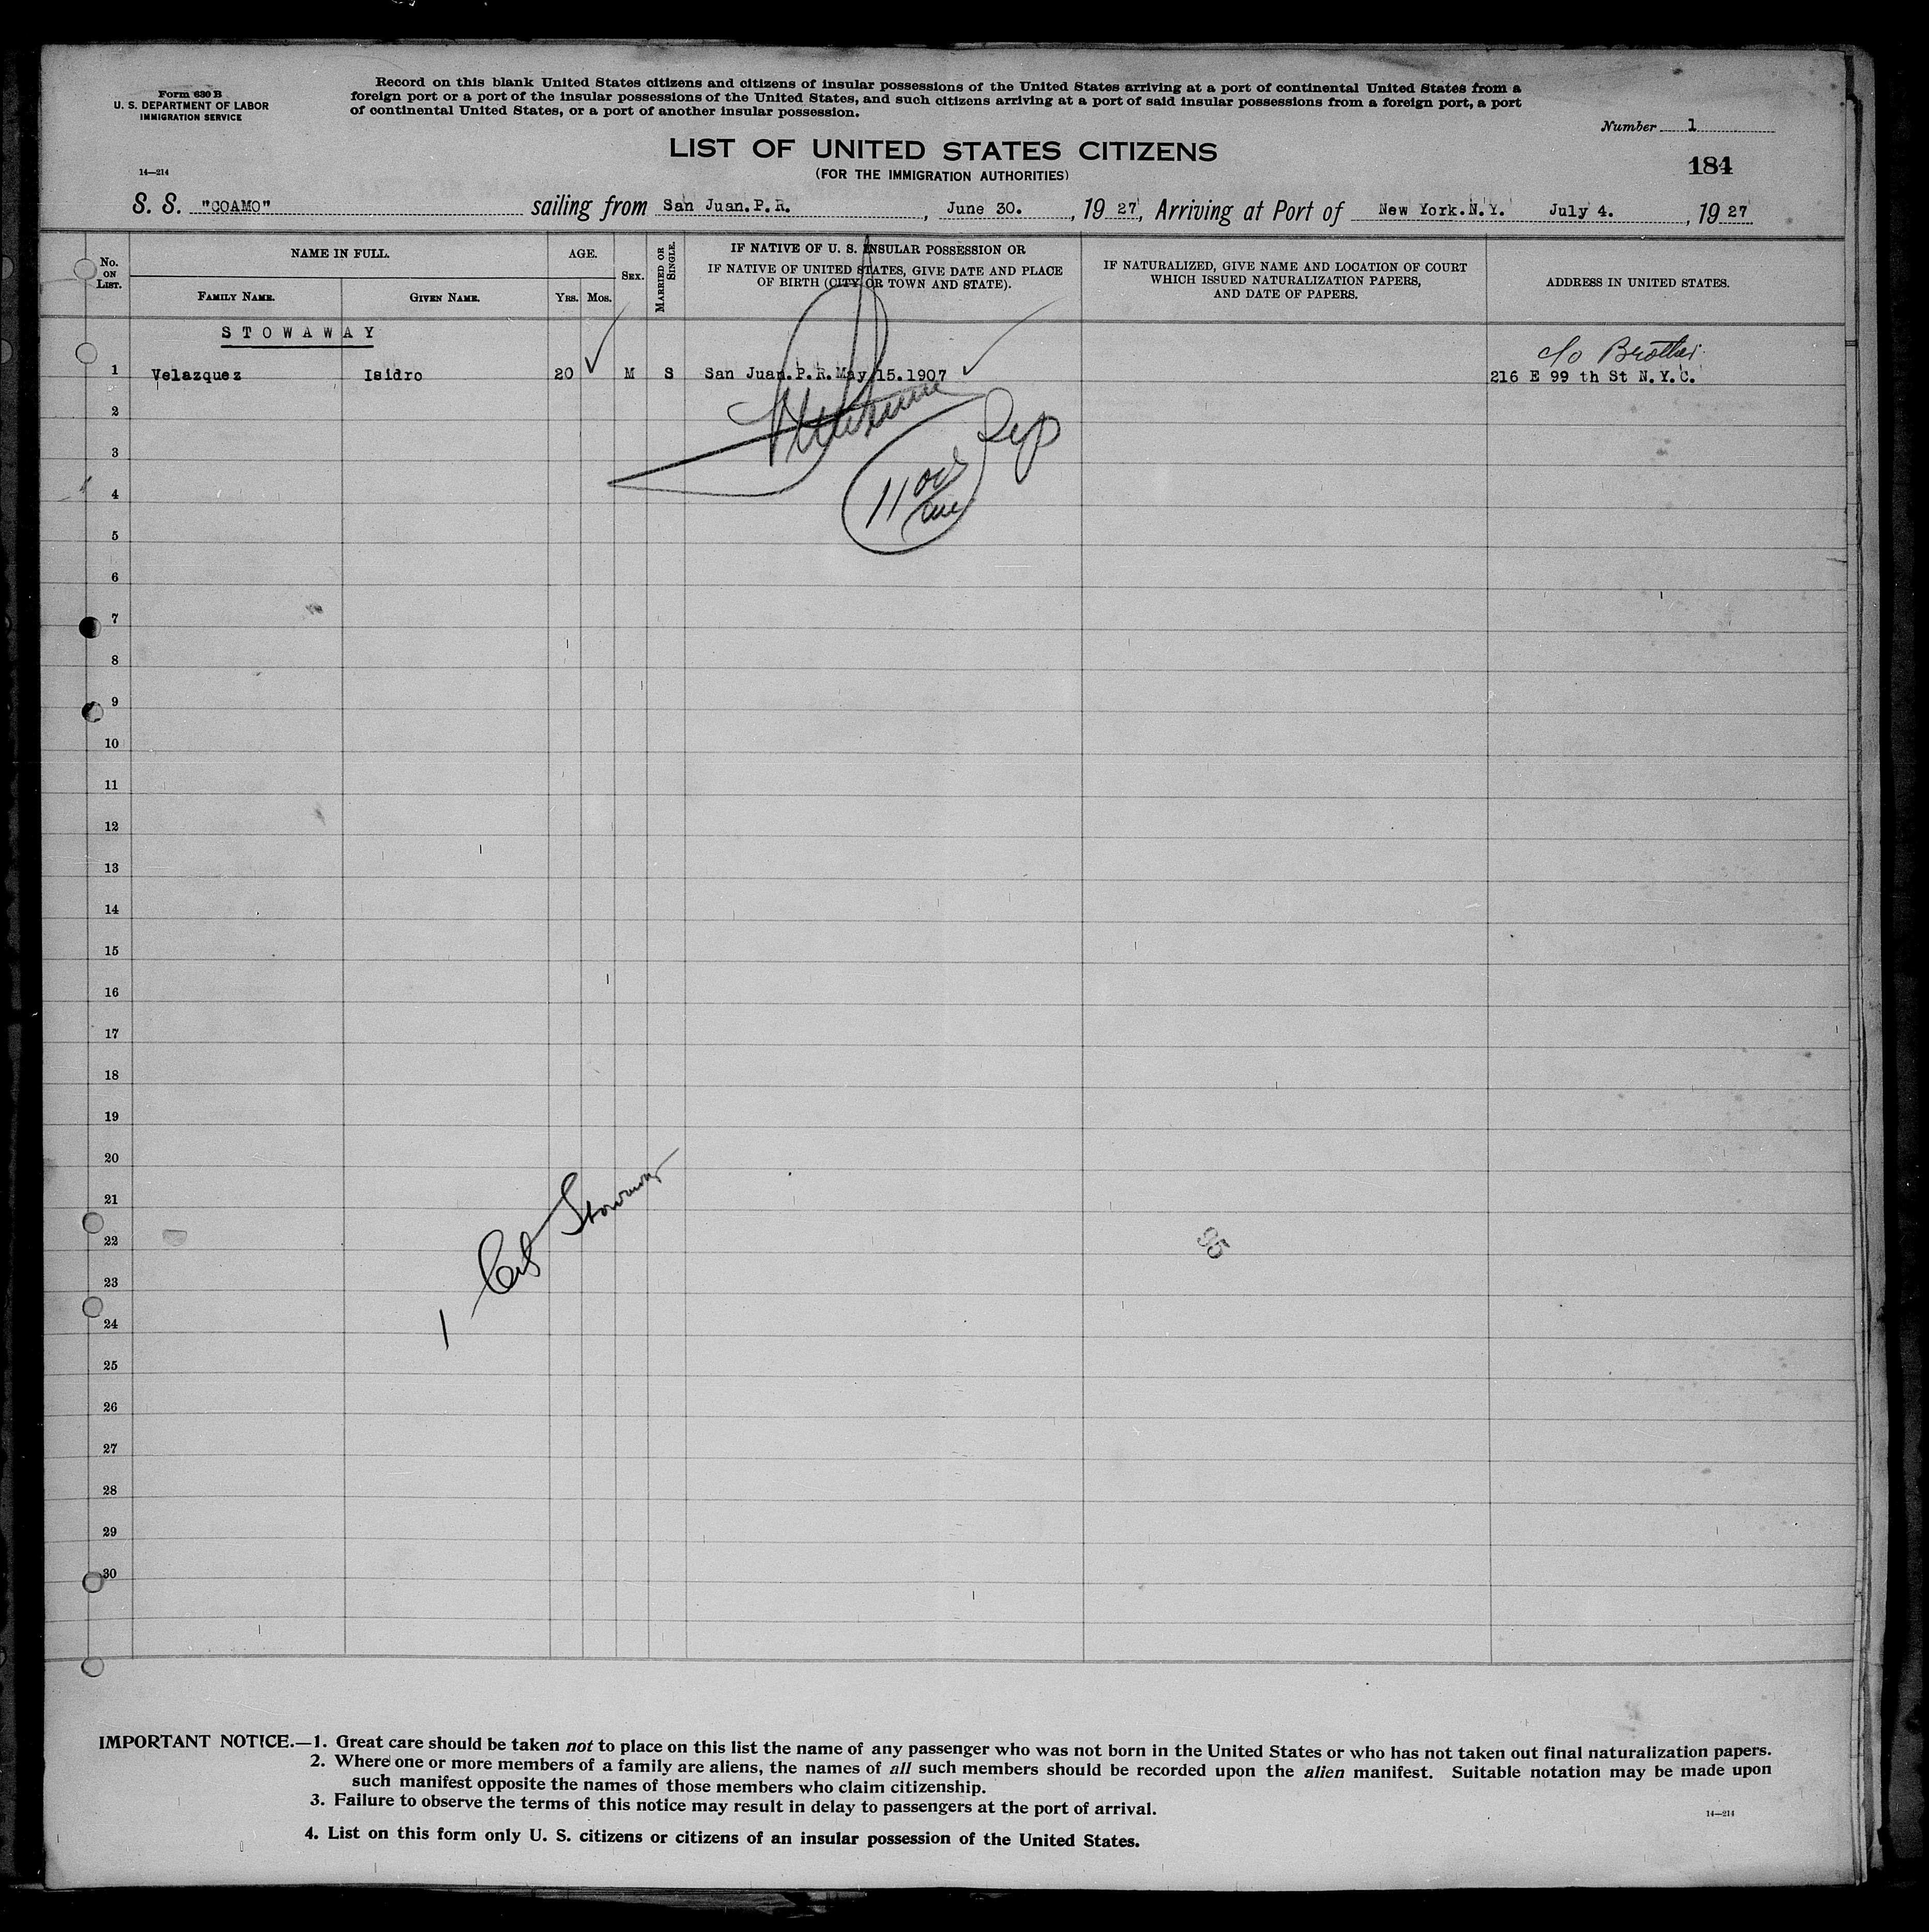 Form 630 B
U. S. DEPARTMENT OF LABOR
IMMIGRATION SERVICE
14—214
Record on this blank United States citizens and citizens of insular possessions of the United States arriving at a port of continental United States from a
foreign port or a port of the insular possessions of the United States, and such citizens arriving at a port of said insular possessions from a foreign port, a port
of continental United States, or a port of another insular possession.
Number 1
LIST OF UNITED STATES CITIZENS
(FOR THE IMMIGRATION AUTHORITIES)
184
S. S. "COAMO" sailing from San Juan.P.R. , June 30. , 19 27, Arriving at Port of New York.N.Y. July 4. , 19 27
No. ON LIST.
NAME IN FULL.
FAMILY NAME. GIVEN NAME.
AGE.
YRS. MOS.
SEX.
MARRIED OR SINGLE.
IF NATIVE OF U. S. INSULAR POSSESSION OR
IF NATIVE OF UNITED STATES, GIVE DATE AND PLACE
OF BIRTH (CITY OR TOWN AND STATE).
IF NATURALIZED, GIVE NAME AND LOCATION OF COURT
WHICH ISSUED NATURALIZATION PAPERS,
AND DATE OF PAPERS.
ADDRESS IN UNITED STATES.
STOWAWAY
c/o Brother
1 Velazquez Isidro 20 M S San Juan.P.R.May 15.1907 216 E 99 th St N.Y.C.
2
3
4
5
6
7
8
9
10
11
12
13
14
15
16
17
18
19
20
21
22
23
24
25
26
27
28
29
30
1 Cit Stowaway
95
IMPORTANT NOTICE.—1. Great care should be taken not to place on this list the name of any passenger who was not born in the United States or who has not taken out final naturalization papers.
2. Where one or more members of a family are aliens, the names of all such members should be recorded upon the alien manifest. Suitable notation may be made upon
such manifest opposite the names of those members who claim citizenship.
3. Failure to observe the terms of this notice may result in delay to passengers at the port of arrival.
14—214
4. List on this form only U. S. citizens or citizens of an insular possession of the United States.